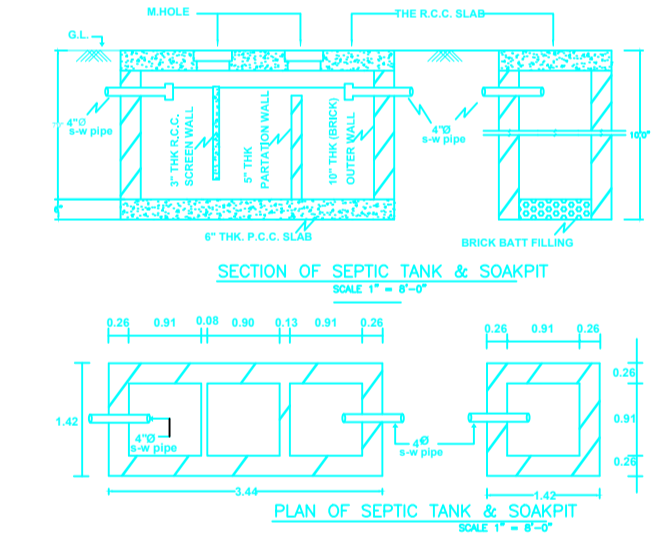 M.HOLE
THE R.C.C. SLAB
G.L.
4"Ø
s-w pipe
3" THK R.C.C.
SCREEN WALL
5" THK
PARTATION WALL
10" THK (BRICK)
OUTER WALL
4"Ø
s-w pipe
10'0"
6" THK. P.C.C. SLAB
BRICK BATT FILLING
SECTION OF SEPTIC TANK & SOAKPIT
SCALE 1" = 8'-0"
0.26 0.91 0.08 0.90 0.13 0.91 0.26
0.26 0.91 0.26
1.42
4"Ø
s-w pipe
4"Ø
s-w pipe
0.26
0.91
0.26
3.44
1.42
PLAN OF SEPTIC TANK & SOAKPIT
SCALE 1" = 8'-0"